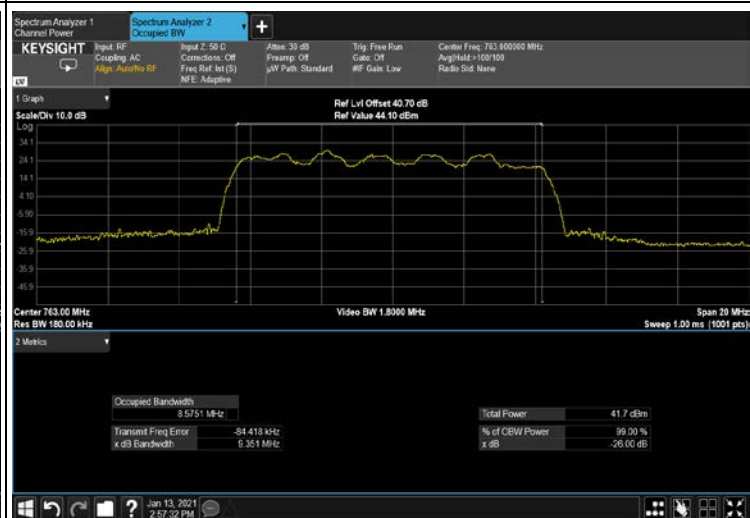 Spectrum Analyzer 1
Channel Power
Spectrum Analyzer 2
Occupied BW
+
KEYSIGHT
Input: RF
Coupling: AC
Align: Auto/No RF
Input Z: 50 Ω
Corrections: Off
Freq Ref: Int (S)
NFE: Adaptive
Atten: 30 dB
Preamp: Off
µW Path: Standard
Trig: Free Run
Gate: Off
#IF Gain: Low
Center Freq: 763.000000 MHz
Avg|Hold:>100/100
Radio Std: None
1 Graph
Scale/Div 10.0 dB
Ref Lvl Offset 40.70 dB
Ref Value 44.10 dBm
Log
34.1
24.1
14.1
4.10
-5.90
-15.9
-25.9
-35.9
-45.9
Center 763.00 MHz
Res BW 180.00 kHz
Video BW 1.8000 MHz
Span 20 MHz
Sweep 1.00 ms (1001 pts)
2 Metrics
Occupied Bandwidth
8.5751 MHz
Transmit Freq Error -84.418 kHz
x dB Bandwidth 9.351 MHz
Total Power 41.7 dBm
% of OBW Power 99.00 %
x dB -26.00 dB
?
Jan 13, 2021
2:57:32 PM